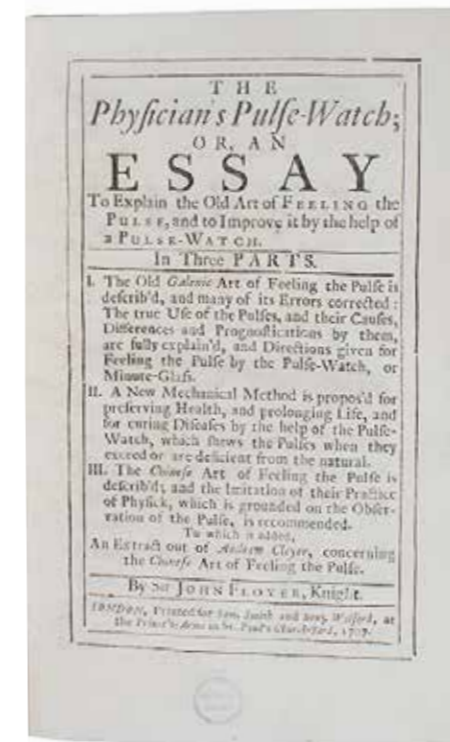 THE
Phyſician's Pulſe-Watch;
OR, AN
ESSAY
To Explain the Old Art of FEELING the
PULSE, and to Improve it by the help of
a PULSE-WATCH.
In Three PARTS.
I. The Old Galenic Art of Feeling the Pulſe is
deſcrib'd, and many of its Errors corrected:
The true Uſe of the Pulſes, and their Cauſes,
Differences and Prognoſtications by them,
are fully explain'd, and Directions given for
Feeling the Pulſe by the Pulſe-Watch, or
Minute-Glaſs.
II. A New Mechanical Method is propos'd for
preſerving Health, and prolonging Life, and
for curing Diſeaſes by the help of the Pulſe-
Watch, which ſhews the Pulſes when they
exceed or are deficient from the natural.
III. The Chineſe Art of Feeling the Pulſe is
deſcrib'd; and the Imitation of their Practice
of Phyſick, which is grounded on the Obſer-
vation of the Pulſe, is recommended.
To which is added,
An Extract out of Andrew Cleyer, concerning
the Chineſe Art of Feeling the Pulſe.
By Sir JOHN FLOYER, Knight.
LONDON, Printed for Sam. Smith and Benj. Walford, at
the Prince's Arms in St. Paul's Church-Yard, 1707.